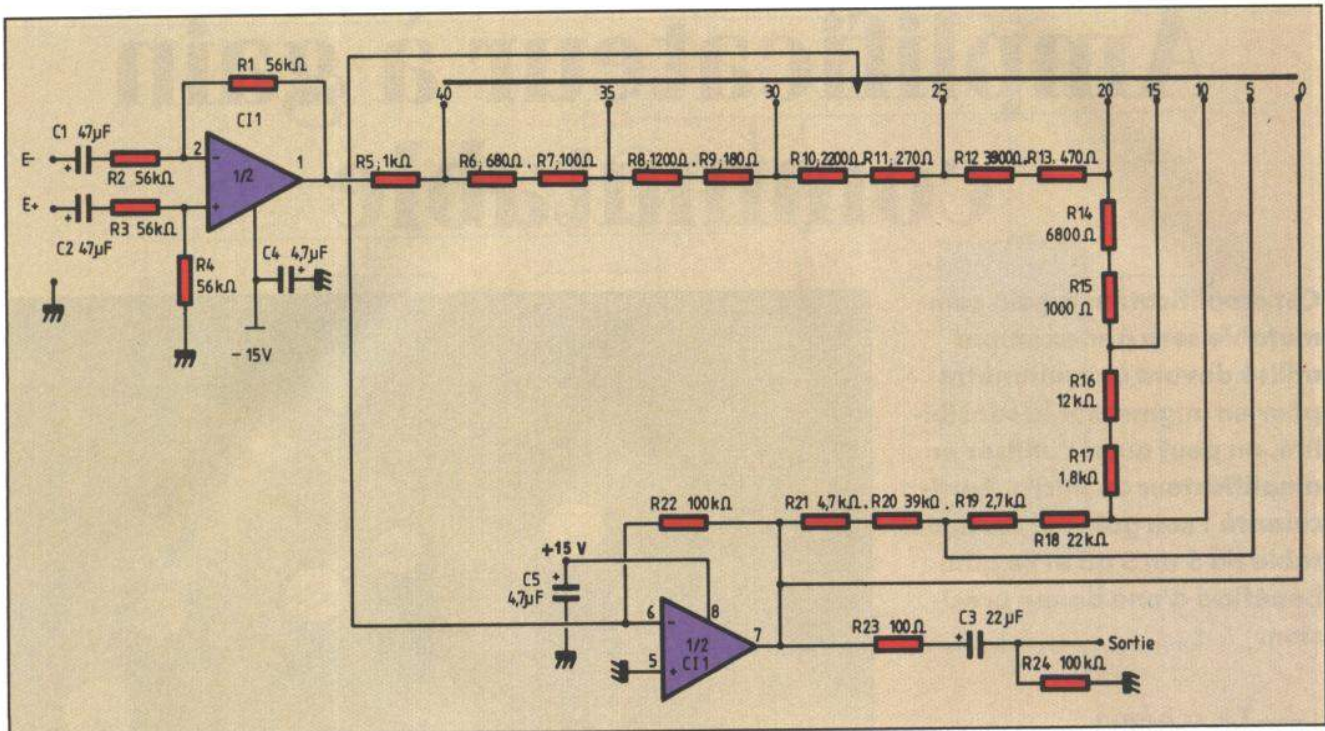 R1 56kΩ
CI1
C1 47µF
E-
2
-
1
R2 56kΩ
1/2
E+
+
R3 56kΩ
C2 47µF
R4
56kΩ
C4 4,7µF
+
- 15V
40
35
30
25
20
15
10
5
0
R5, 1kΩ
R6, 680Ω. R7, 100Ω
R8, 1200Ω. R9, 180Ω
R10, 2200Ω. R11, 270Ω
R12 3900Ω. R13. 470Ω
R14
6800Ω
R15
1000 Ω
R16
12kΩ
R17
1,8kΩ
R22 100kΩ
R21 4,7kΩ. R20 39kΩ. R19 2,7kΩ
R18 22kΩ
+15 V
C5
4,7µF
+
6
-
8
1/2
CI1
7
5
+
R23 100Ω
C3 22µF
+
Sortie
R24 100kΩ